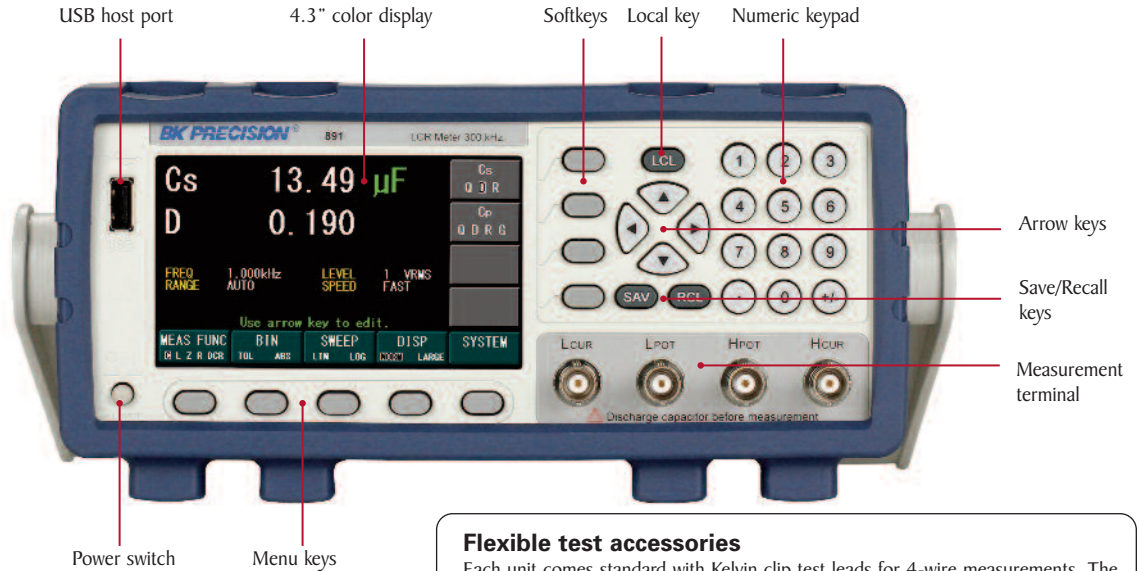 USB host port
4.3" color display
Softkeys
Local key
Numeric keypad
BK PRECISION®
891
LCR Meter 300 kHz
Cs 13.49 µF
D 0.190
FREQ 1.000kHz LEVEL 1 VRMS
RANGE AUTO SPEED FAST
Use arrow key to edit.
Cs
Q D R
Cp
Q D R G
MEAS FUNC BIN SWEEP DISP SYSTEM
C L Z R DCR TOL ABS LIN LOG LARGE
LCL
1 2 3
4 5 6
7 8 9
0 +/-
SAV RCL
LCUR LPOT HPOT HCUR
Discharge capacitor before measurement
Arrow keys
Save/Recall
keys
Measurement
terminal
Power switch
Menu keys
Flexible test accessories
Each unit comes standard with Kelvin clip test leads for 4-wire measurements. The